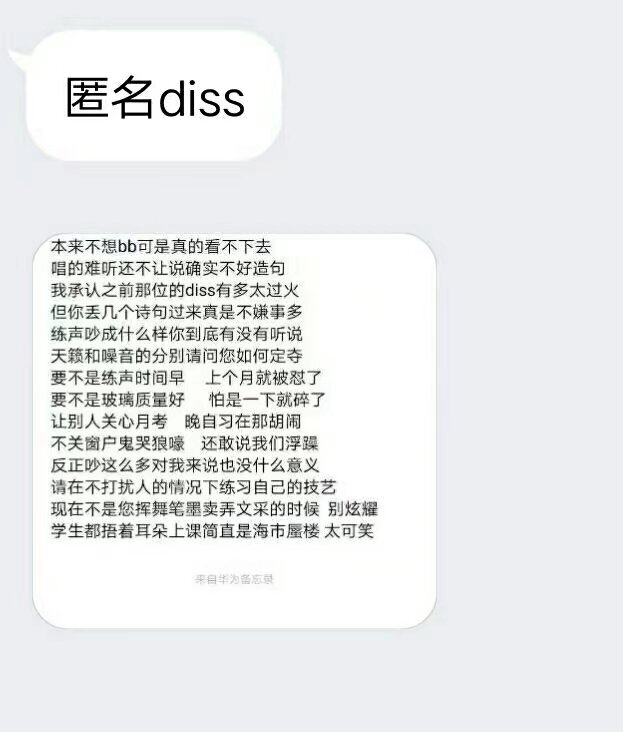 匿名diss
本来不想bb可是真的看不下去
唱的难听还不让说确实不好造句
我承认之前那位的diss有多太过火
但你丢几个诗句过来真是不嫌事多
练声吵成什么样你到底有没有听说
天籁和噪音的分别请问您如何定夺
要不是练声时间早 上个月就被怼了
要不是玻璃质量好 怕是一下就碎了
让别人关心月考 晚自习在那胡闹
不关窗户鬼哭狼嚎 还敢说我们浮躁
反正吵这么多对我来说也没什么意义
请在不打扰人的情况下练习自己的技艺
现在不是您挥舞笔墨卖弄文采的时候 别炫耀
学生都捂着耳朵上课简直是海市蜃楼 太可笑
来自华为备忘录